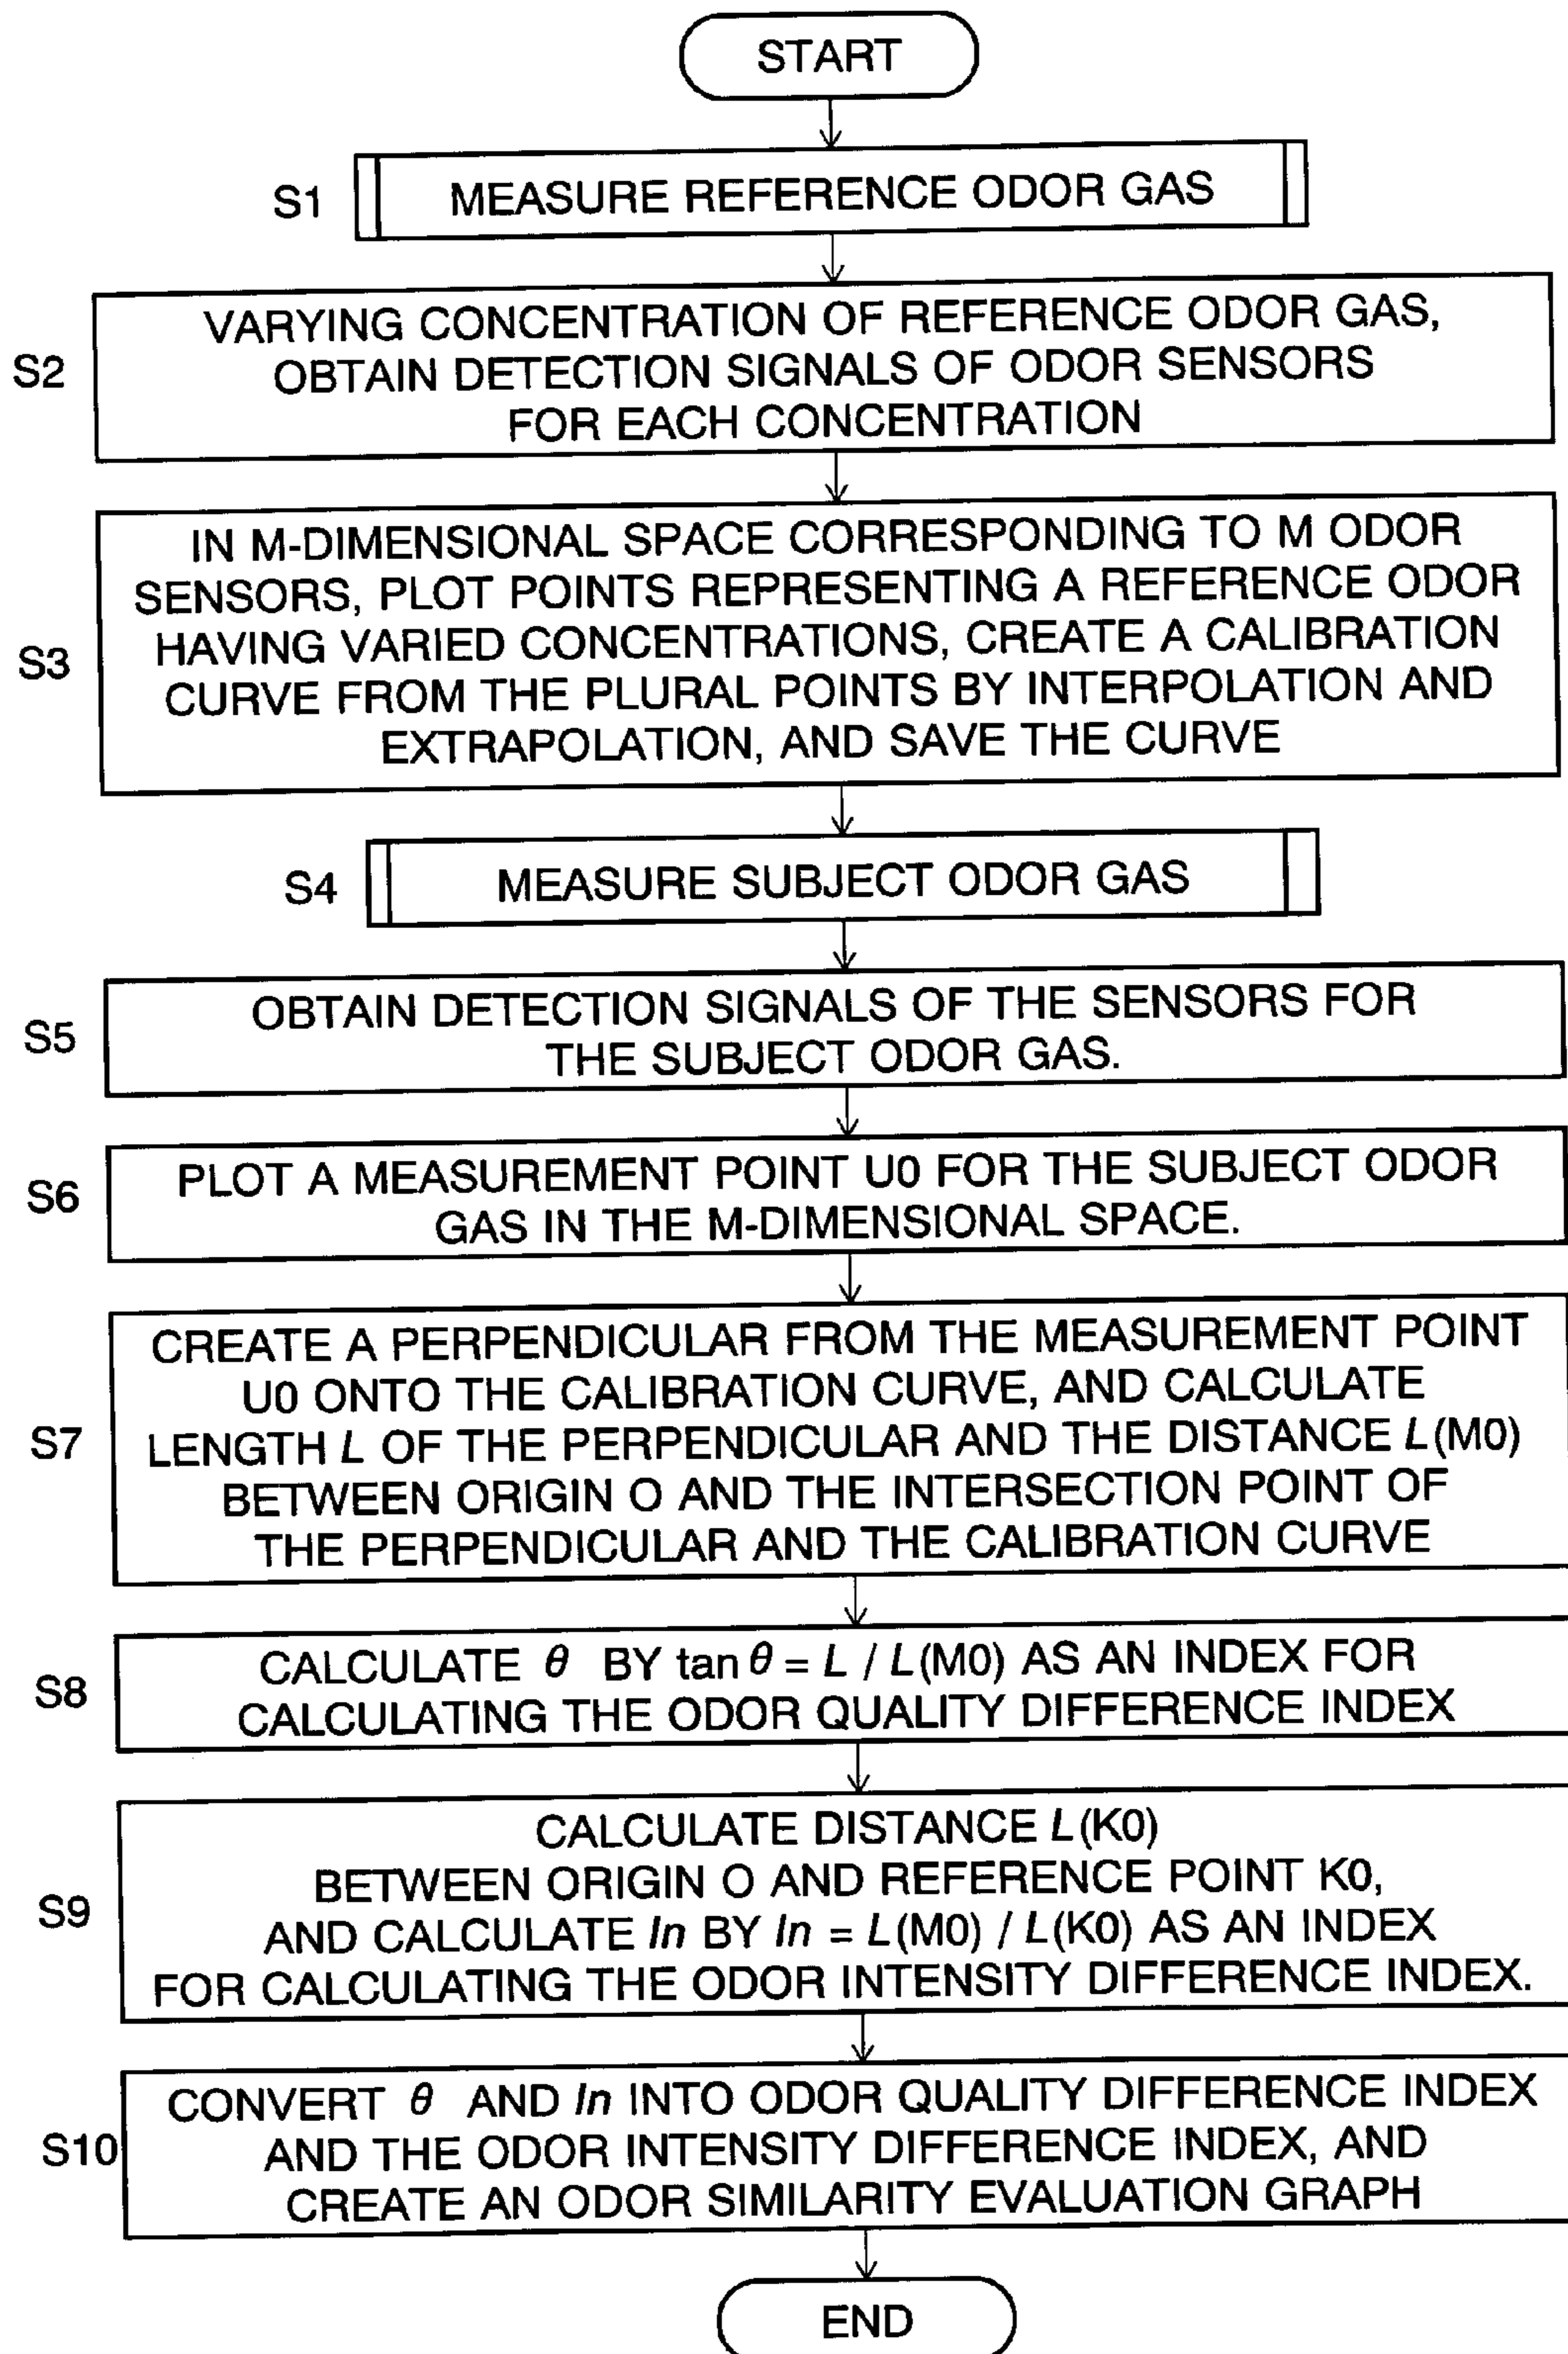 START
S1
MEASURE REFERENCE ODOR GAS
S2
VARYING CONCENTRATION OF REFERENCE ODOR GAS,
OBTAIN DETECTION SIGNALS OF ODOR SENSORS
FOR EACH CONCENTRATION
S3
IN M-DIMENSIONAL SPACE CORRESPONDING TO M ODOR
SENSORS, PLOT POINTS REPRESENTING A REFERENCE ODOR
HAVING VARIED CONCENTRATIONS, CREATE A CALIBRATION
CURVE FROM THE PLURAL POINTS BY INTERPOLATION AND
EXTRAPOLATION, AND SAVE THE CURVE
S4
MEASURE SUBJECT ODOR GAS
S5
OBTAIN DETECTION SIGNALS OF THE SENSORS FOR
THE SUBJECT ODOR GAS.
S6
PLOT A MEASUREMENT POINT U0 FOR THE SUBJECT ODOR
GAS IN THE M-DIMENSIONAL SPACE.
S7
CREATE A PERPENDICULAR FROM THE MEASUREMENT POINT
U0 ONTO THE CALIBRATION CURVE, AND CALCULATE
LENGTH L OF THE PERPENDICULAR AND THE DISTANCE L(M0)
BETWEEN ORIGIN O AND THE INTERSECTION POINT OF
THE PERPENDICULAR AND THE CALIBRATION CURVE
S8
CALCULATE θ BY tan θ = L / L(M0) AS AN INDEX FOR
CALCULATING THE ODOR QUALITY DIFFERENCE INDEX
S9
CALCULATE DISTANCE L(K0)
BETWEEN ORIGIN O AND REFERENCE POINT K0,
AND CALCULATE In BY In = L(M0) / L(K0) AS AN INDEX
FOR CALCULATING THE ODOR INTENSITY DIFFERENCE INDEX.
S10
CONVERT θ AND In INTO ODOR QUALITY DIFFERENCE INDEX
AND THE ODOR INTENSITY DIFFERENCE INDEX, AND
CREATE AN ODOR SIMILARITY EVALUATION GRAPH
END